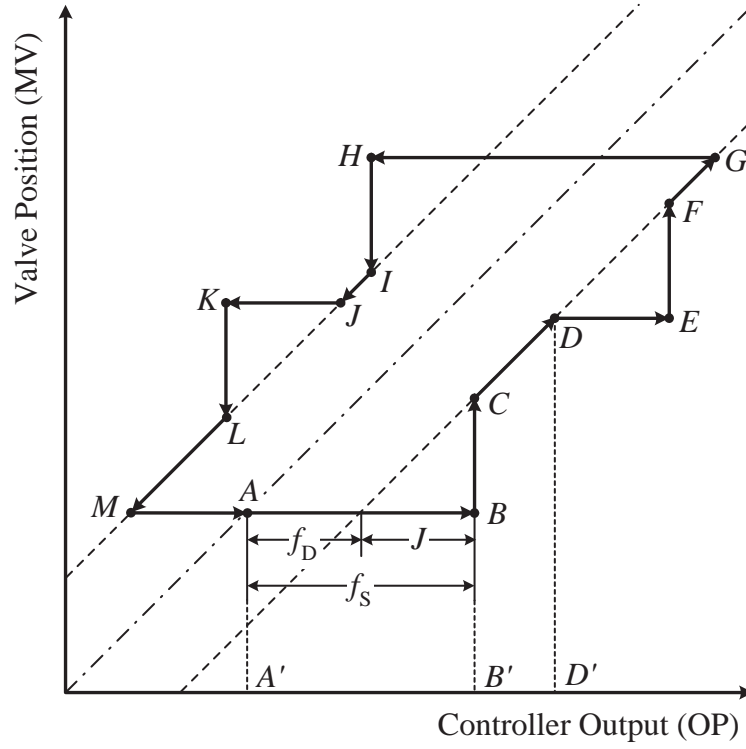 Valve Position (MV)
H
G
F
I
K
J
D
E
C
L
M
A
B
f_D
J
f_S
A′
B′
D′
Controller Output (OP)